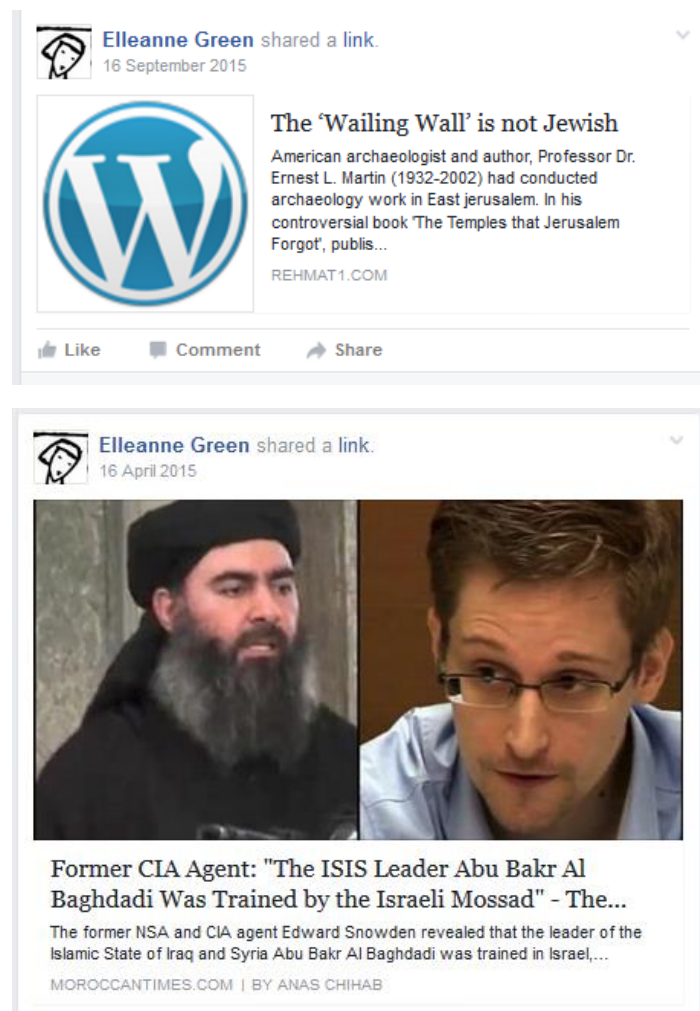 Elleanne Green shared a link.
16 September 2015
The ‘Wailing Wall’ is not Jewish
American archaeologist and author, Professor Dr.
Ernest L. Martin (1932-2002) had conducted
archaeology work in East jerusalem. In his
controversial book 'The Temples that Jerusalem
Forgot', publis...
REHMAT1.COM
Like Comment Share
Elleanne Green shared a link.
16 April 2015
Former CIA Agent: "The ISIS Leader Abu Bakr Al
Baghdadi Was Trained by the Israeli Mossad" - The...
The former NSA and CIA agent Edward Snowden revealed that the leader of the
Islamic State of Iraq and Syria Abu Bakr Al Baghdadi was trained in Israel,...
MOROCCANTIMES.COM | BY ANAS CHIHAB